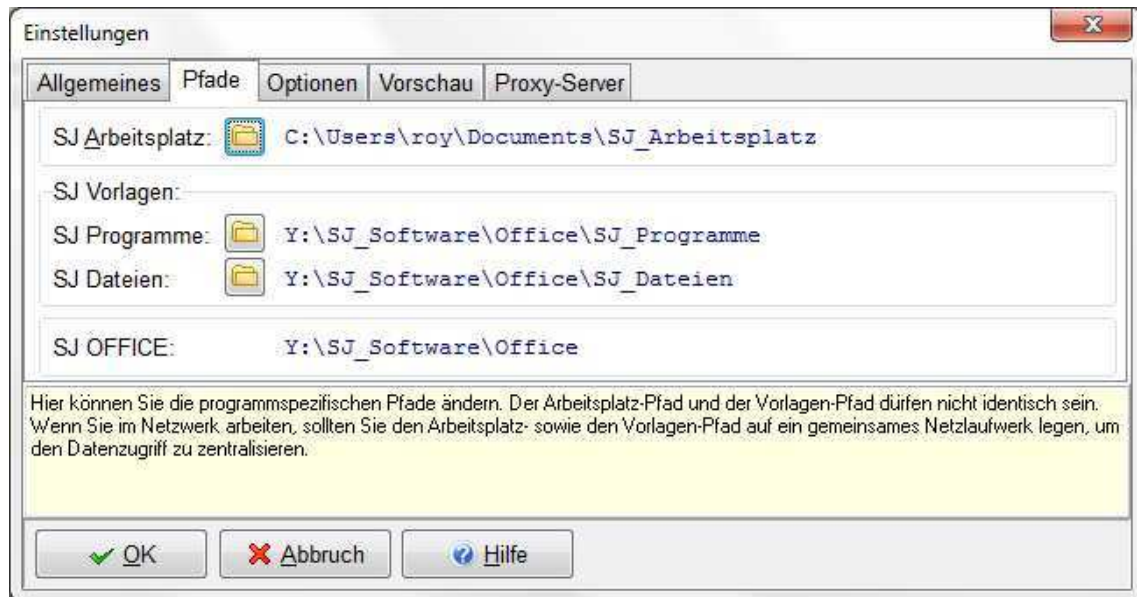 Einstellungen
Allgemeines Pfade Optionen Vorschau Proxy-Server
SJ Arbeitsplatz: C:\Users\roy\Documents\SJ_Arbeitsplatz
SJ Vorlagen:
SJ Programme: Y:\SJ_Software\Office\SJ_Programme
SJ Dateien: Y:\SJ_Software\Office\SJ_Dateien
SJ OFFICE: Y:\SJ_Software\Office
Hier können Sie die programmspezifischen Pfade ändern. Der Arbeitsplatz-Pfad und der Vorlagen-Pfad dürfen nicht identisch sein.
Wenn Sie im Netzwerk arbeiten, sollten Sie den Arbeitsplatz- sowie den Vorlagen-Pfad auf ein gemeinsames Netzlaufwerk legen, um
den Datenzugriff zu zentralisieren.
OK Abbruch Hilfe